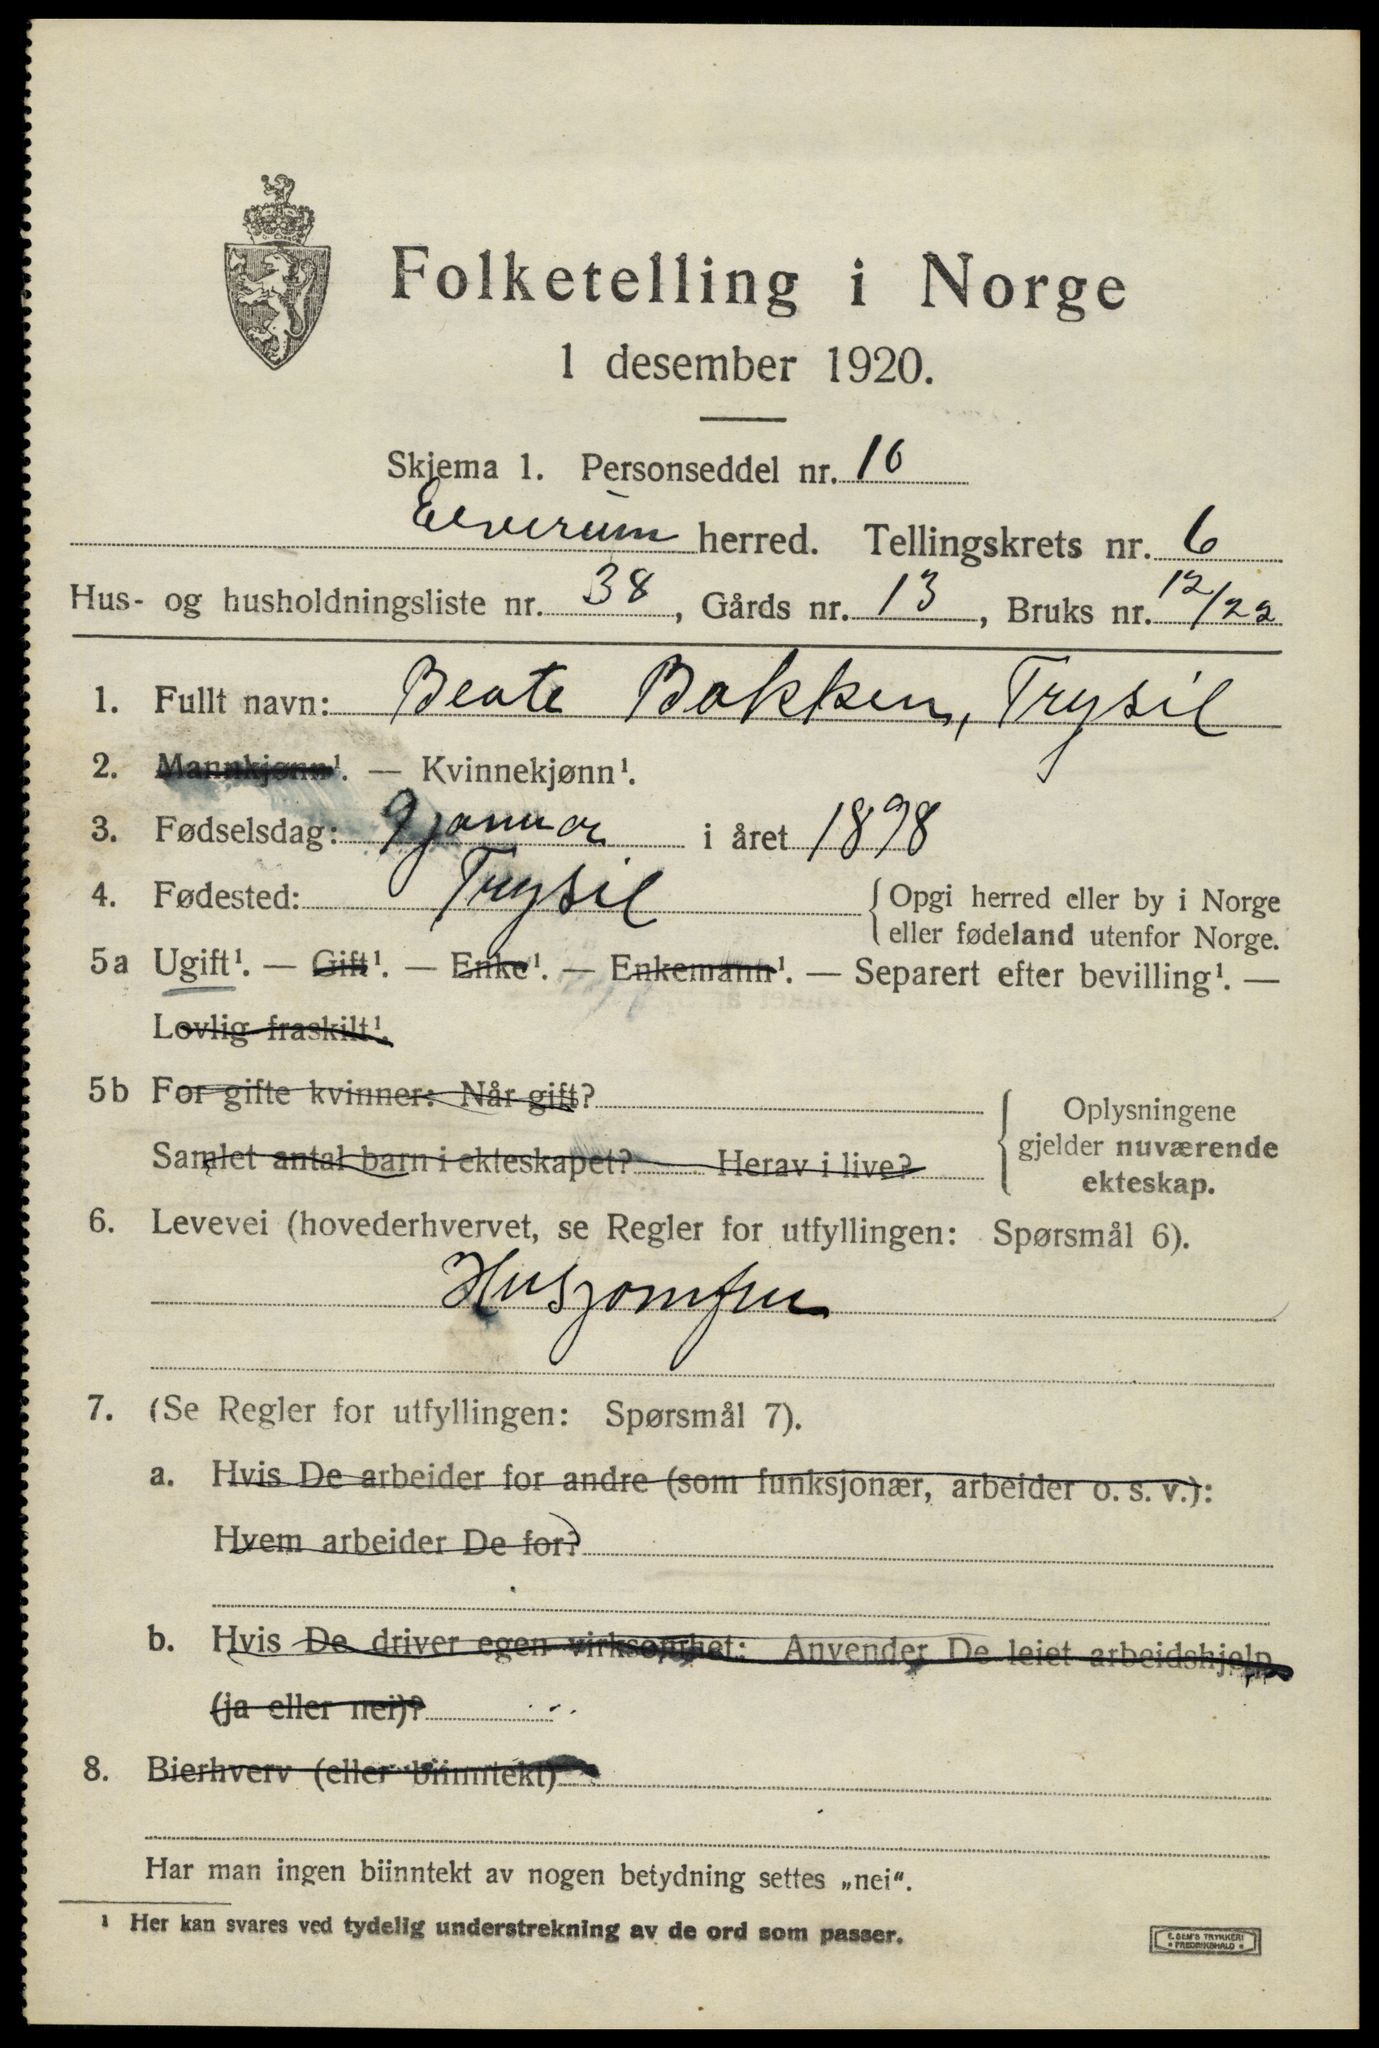 Folketelling i Norge
1 desember 1920.
Skjema 1. Personseddel nr. 10
Elverum herred. Tellingskrets nr. 6
Hus- og husholdningsliste nr. 38, Gårds nr. 13, Bruks nr. 12/22
1. Fullt navn: Beate Bakken, Trysil
2. Mannkjønn¹. — Kvinnekjønn¹.
3. Fødselsdag: 9 januar i året 1898
4. Fødested: Trysil { Opgi herred eller by i Norge
eller fødeland utenfor Norge.
5a Ugift¹. — Gift¹. — Enke¹. — Enkemann¹. — Separert efter bevilling¹. —
Lovlig fraskilt¹.
5b For gifte kvinner: Når gift?
Samlet antal barn i ekteskapet? Herav i live?
Oplysningene
gjelder nuværende
ekteskap.
6. Levevei (hovederhvervet, se Regler for utfyllingen: Spørsmål 6).
Husjomfru
7. (Se Regler for utfyllingen: Spørsmål 7).
a. Hvis De arbeider for andre (som funksjonær, arbeider o. s. v.):
Hvem arbeider De for?
b. Hvis De driver egen virksomhet: Anvender De leiet arbeidshjelp
(ja eller nei)?
8. Bierhverv (eller biinntekt)
Har man ingen biinntekt av nogen betydning settes „nei“.
¹ Her kan svares ved tydelig understrekning av de ord som passer.
E. SEM'S TRYKKERI
• FREDRIKSHALD •